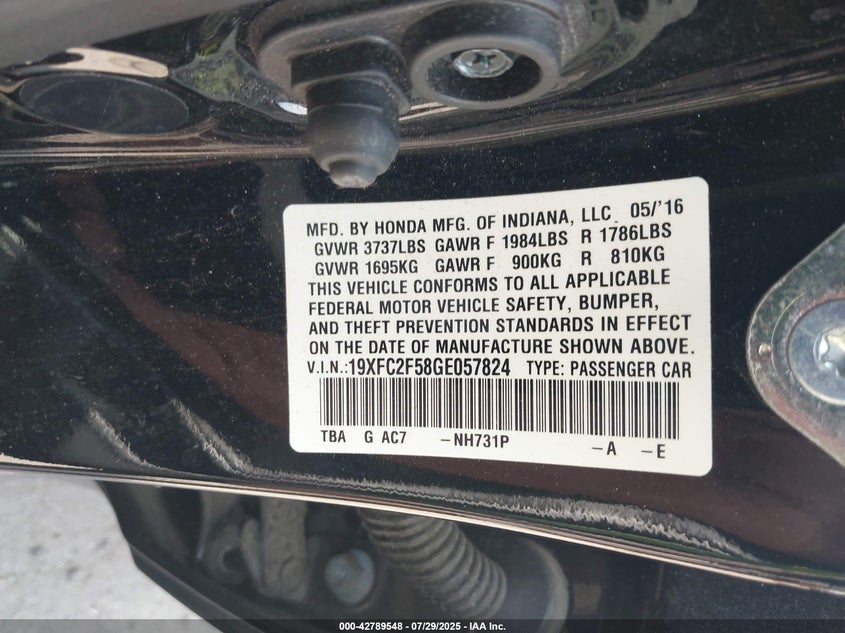 MFD. BY HONDA MFG. OF INDIANA, LLC 05/'16
GVWR 3737LBS GAWR F 1984LBS R 1786LBS
GVWR 1695KG GAWR F 900KG R 810KG
THIS VEHICLE CONFORMS TO ALL APPLICABLE
FEDERAL MOTOR VEHICLE SAFETY, BUMPER,
AND THEFT PREVENTION STANDARDS IN EFFECT
ON THE DATE OF MANUFACTURE SHOWN ABOVE.
V.I.N.:19XFC2F58GE057824 TYPE: PASSENGER CAR
TBA G AC7 -NH731P -A -E
000-42789548 - 07/29/2025 - IAA Inc.